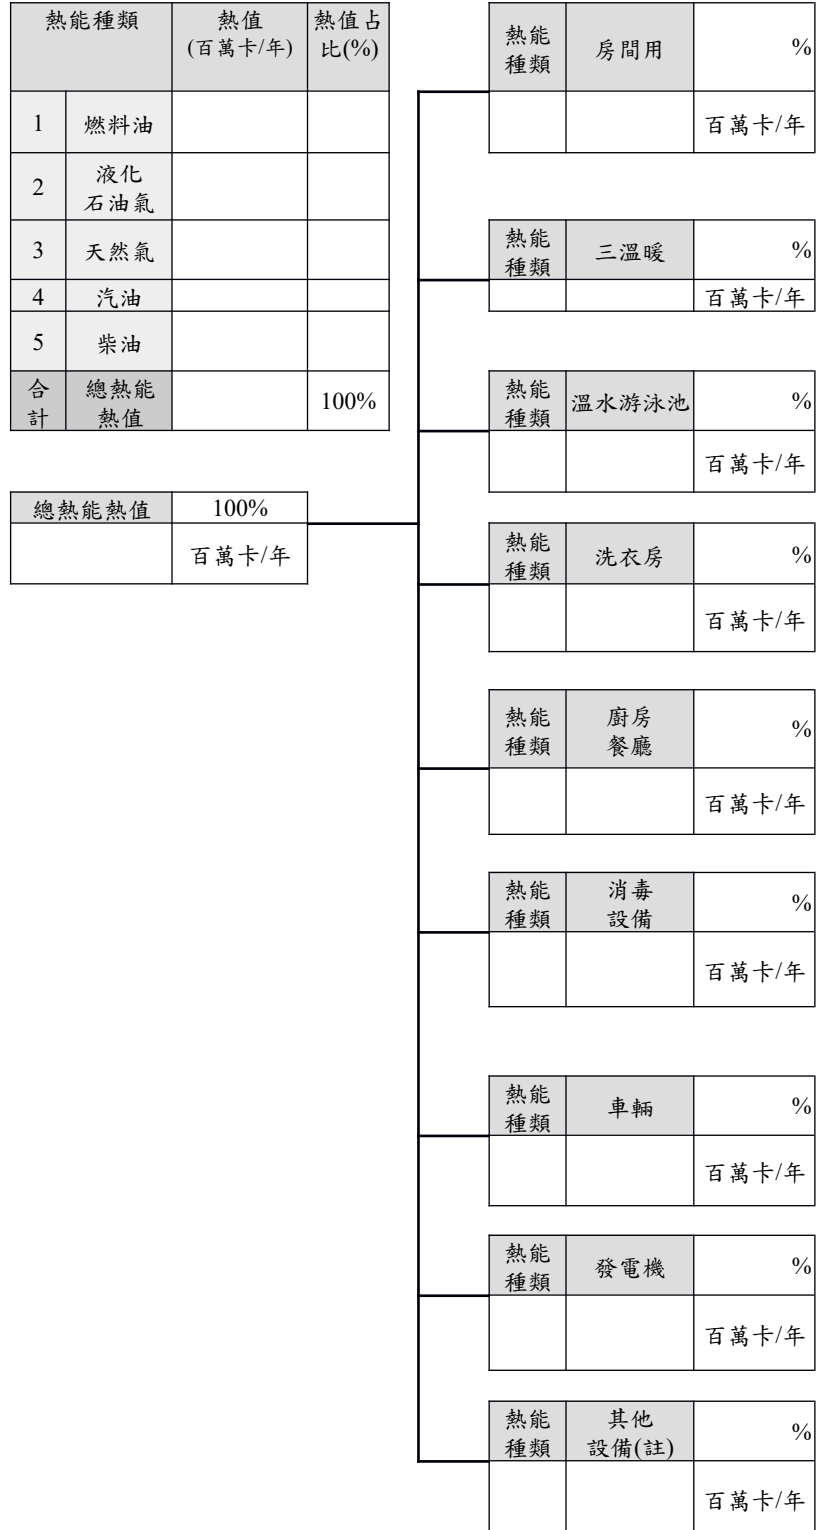 熱能種類
熱值
(百萬卡/年)
熱值占
比(%)
1
燃料油
2
液化
石油氣
3
天然氣
4
汽油
5
柴油
合
計
總熱能
熱值
100%
總熱能熱值
100%
百萬卡/年
熱能
種類
房間用
%
百萬卡/年
熱能
種類
三溫暖
%
百萬卡/年
熱能
種類
溫水游泳池
%
百萬卡/年
熱能
種類
洗衣房
%
百萬卡/年
熱能
種類
廚房
餐廳
%
百萬卡/年
熱能
種類
消毒
設備
%
百萬卡/年
熱能
種類
車輛
%
百萬卡/年
熱能
種類
發電機
%
百萬卡/年
熱能
種類
其他
設備(註)
%
百萬卡/年